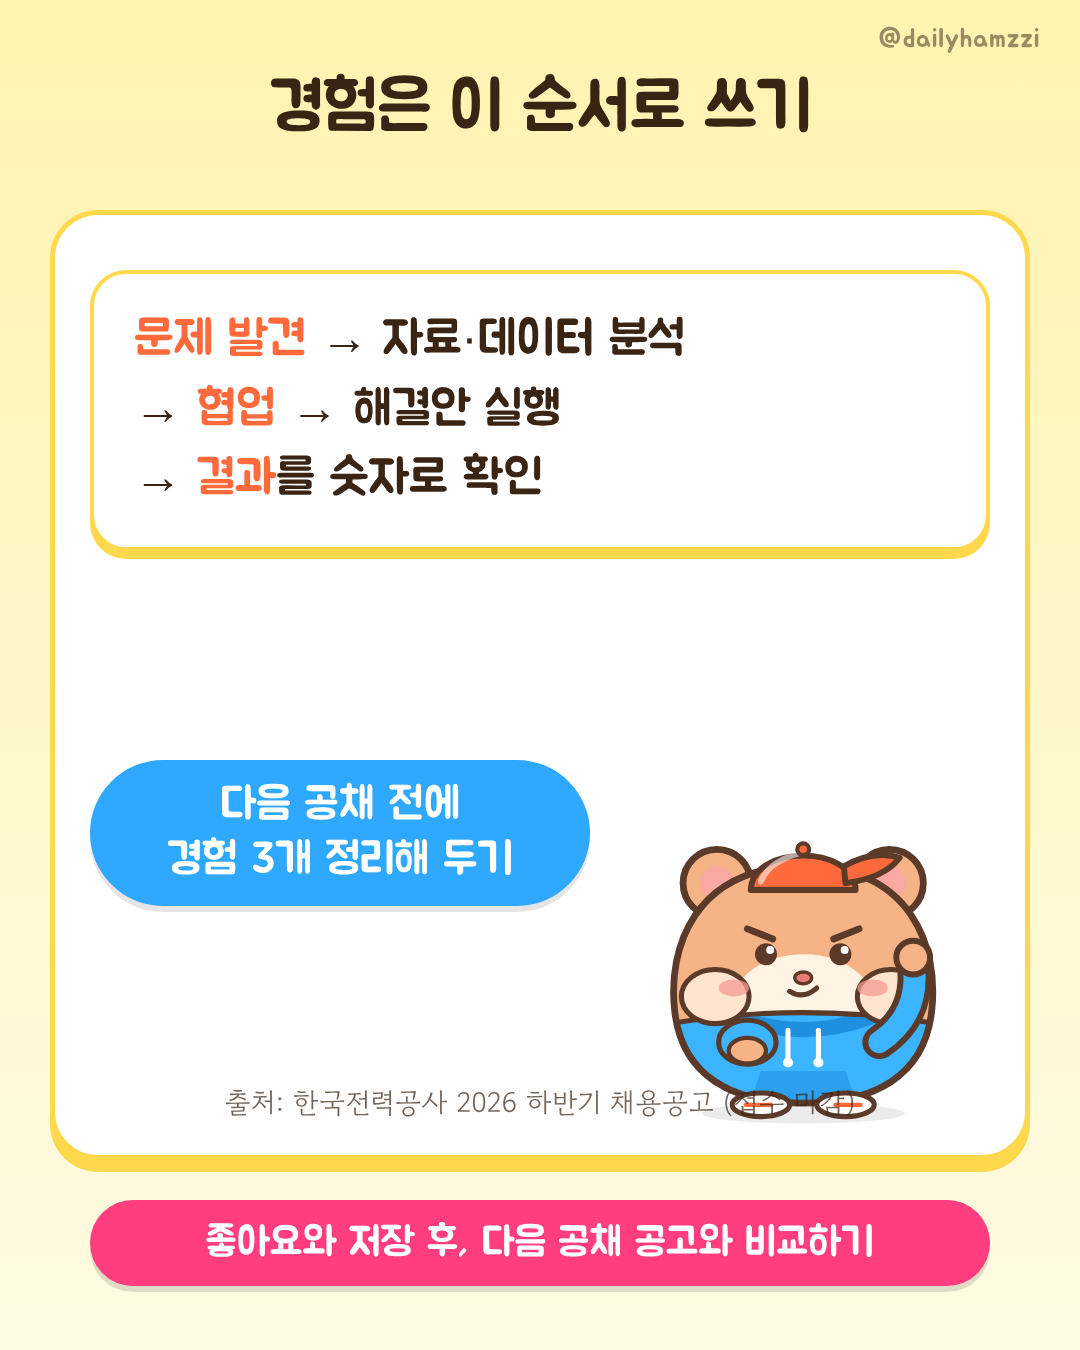 @dailyhamzzi
경험은 이 순서로 쓰기
문제 발견 → 자료·데이터 분석
→ 협업 → 해결안 실행
→ 결과를 숫자로 확인
다음 공채 전에
경험 3개 정리해 두기
출처: 한국전력공사 2026 하반기 채용공고 (접수 마감)
좋아요와 저장 후, 다음 공채 공고와 비교하기